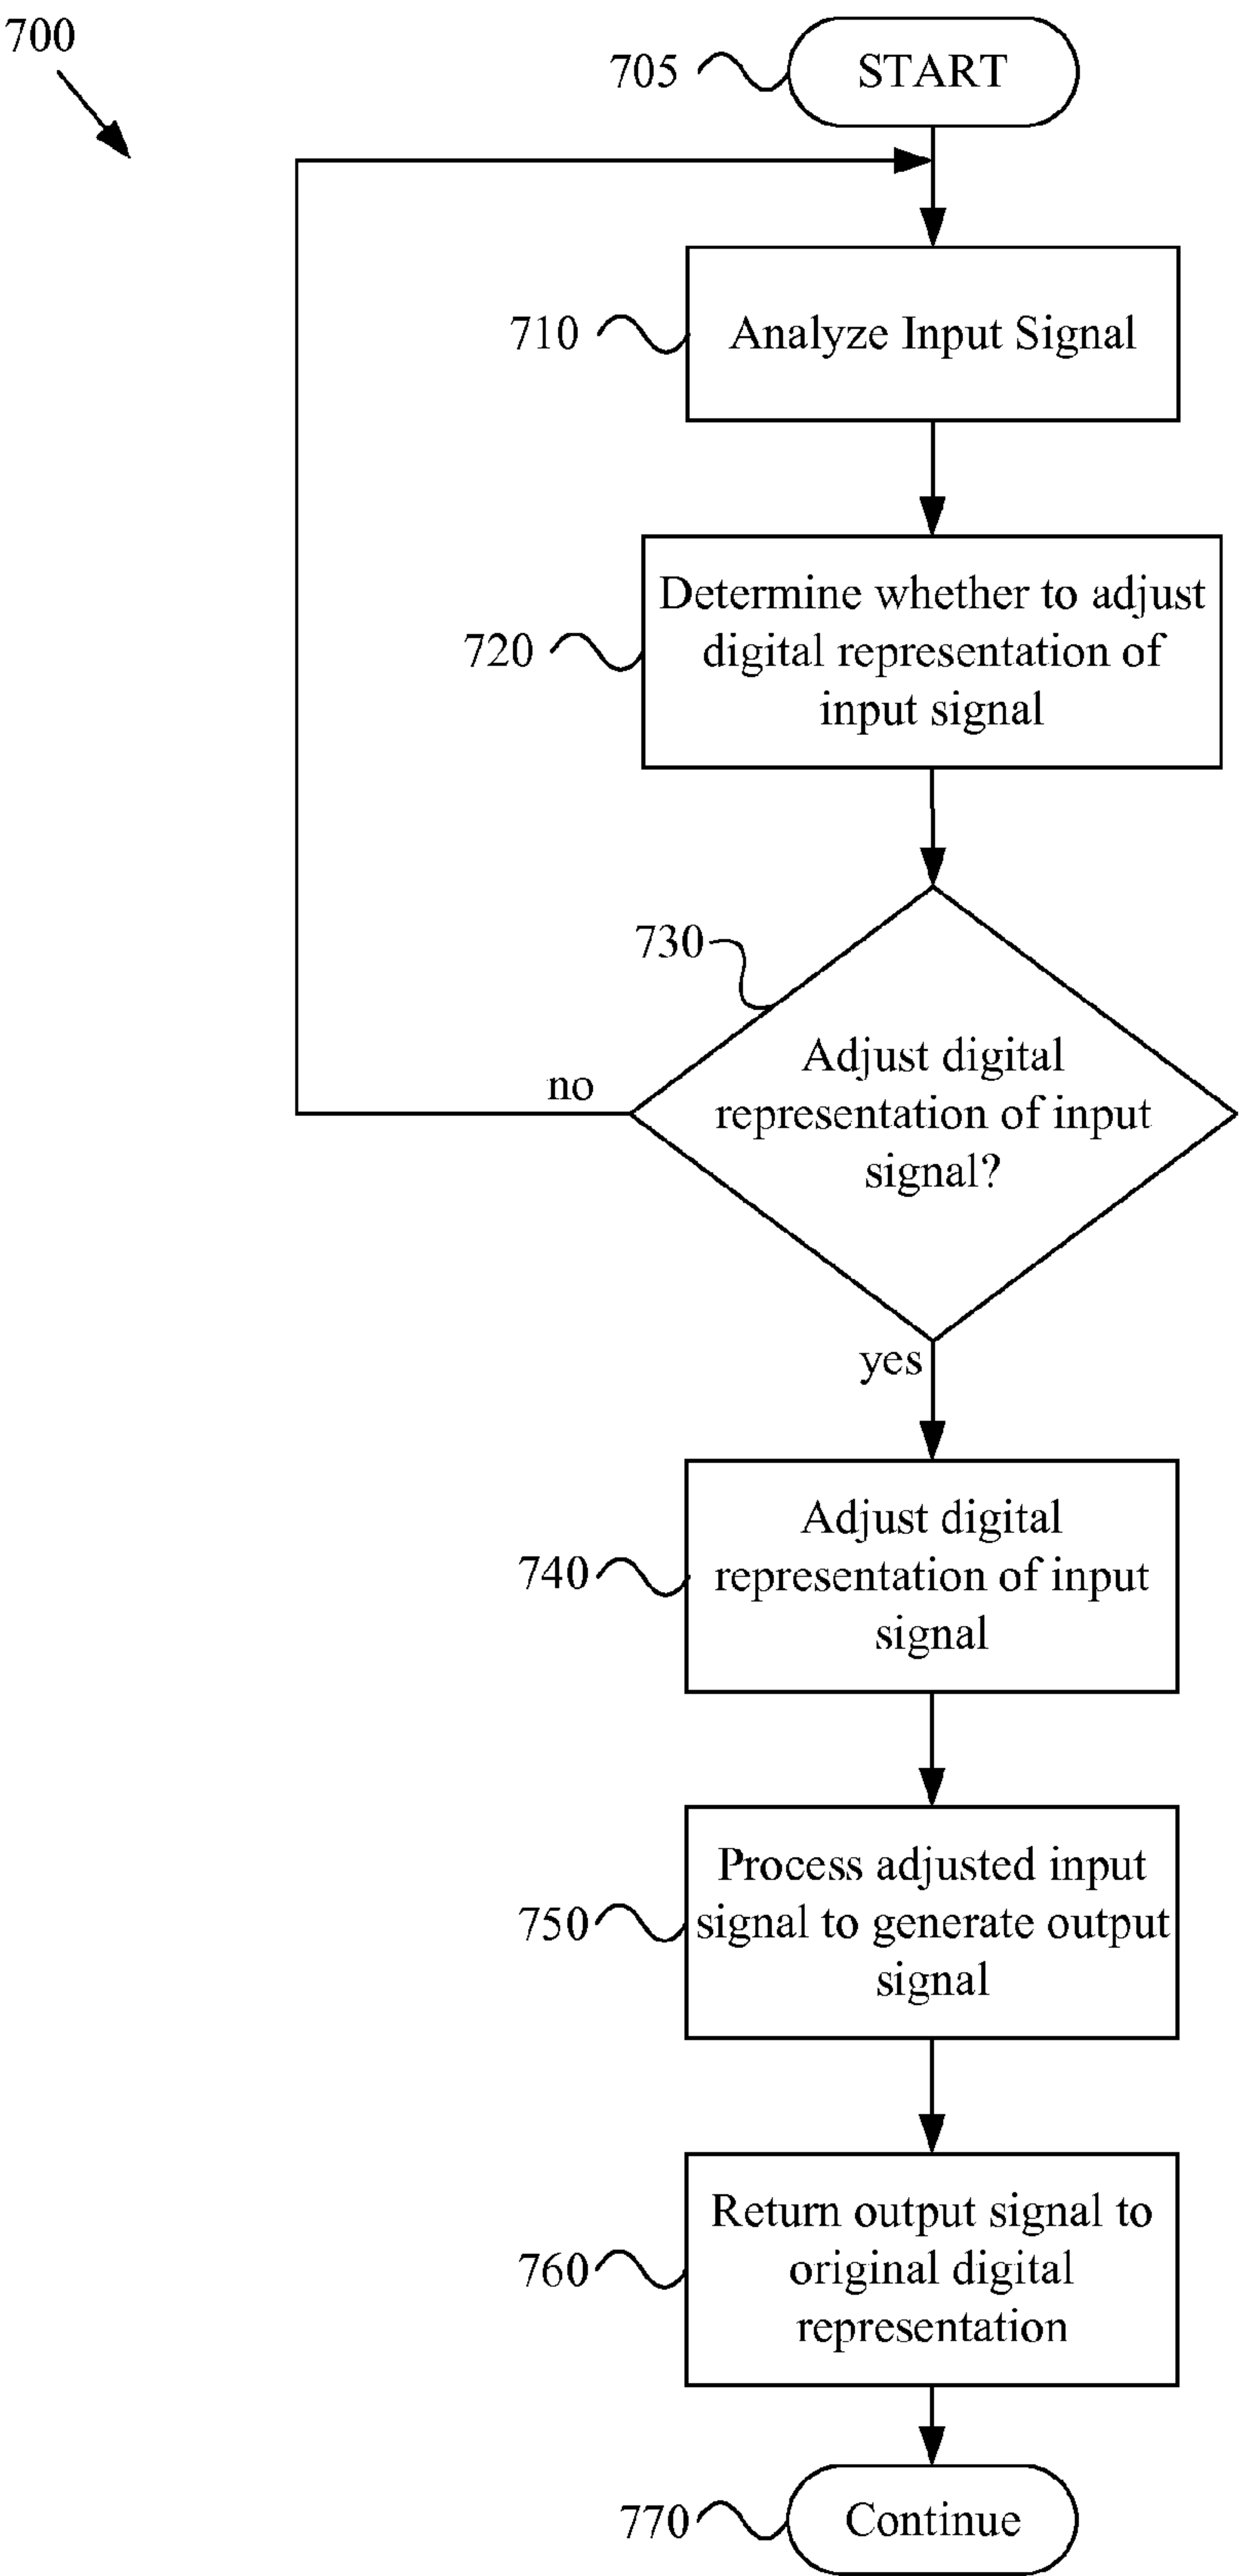 700
705
START
710
Analyze Input Signal
720
Determine whether to adjust
digital representation of
input signal
730
Adjust digital
representation of input
signal?
no
yes
740
Adjust digital
representation of input
signal
750
Process adjusted input
signal to generate output
signal
760
Return output signal to
original digital
representation
770
Continue